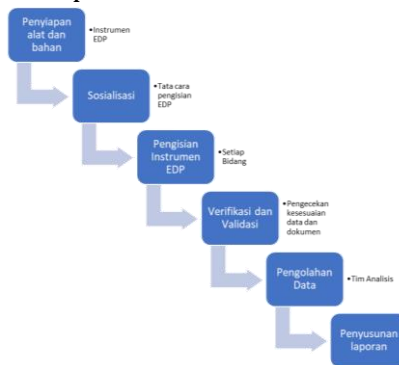 Penyiapan
alat dan
bahan
•Instrumen
EDP
Sosialisasi
•Tata cara
pengisian
EDP
Pengisian
Instrumen
EDP
•Setiap
Bidang
Verifikasi dan
Validasi
•Pengecekan
kesesuaian
data dan
dokumen
Pengolahan
Data
•Tim Analisis
Penyusunan
laporan